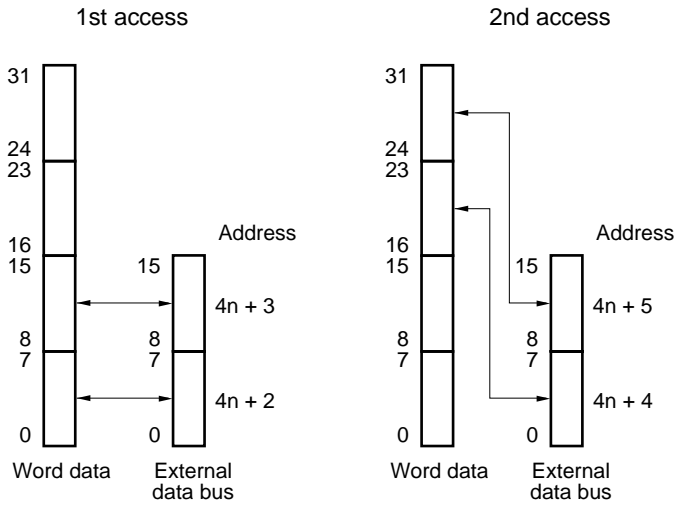 1st access
31
24
23
16
15
8
7
0
Word data
Address
15
4n + 3
8
7
4n + 2
0
External
data bus
2nd access
31
24
23
16
15
8
7
0
Word data
Address
15
4n + 5
8
7
4n + 4
0
External
data bus